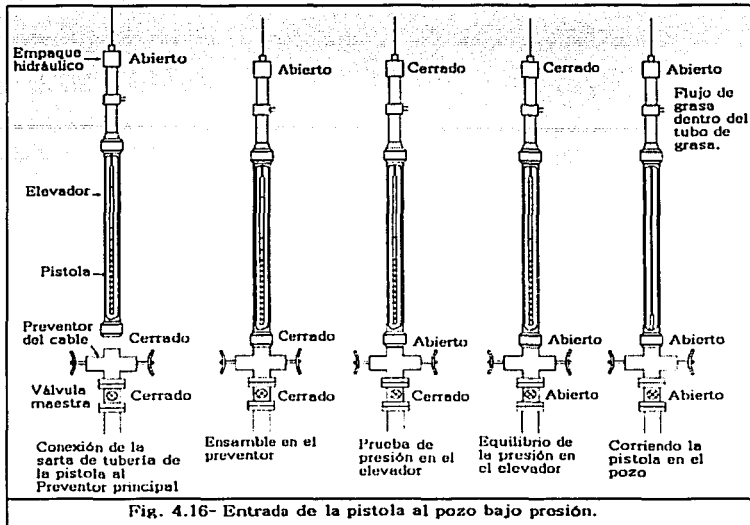 Empaque
hidráulico
Abierto
Abierto
Cerrado
Cerrado
Abierto
Flujo de
grasa
dentro del
tubo de
grasa.
Elevador
Pistola
Preventor
del cable
Cerrado
Cerrado
Abierto
Abierto
Abierto
Válvula
maestra
Cerrado
Cerrado
Cerrado
Abierto
Abierto
Conexión de la
sarta de tubería de
la pistola al
Preventor principal
Ensamble en el
preventor
Prueba de
presión en el
elevador
Equilibrio de
la presión en
el elevador
Corriendo la
pistola en el
pozo
Fig. 4.16- Entrada de la pistola al pozo bajo presión.